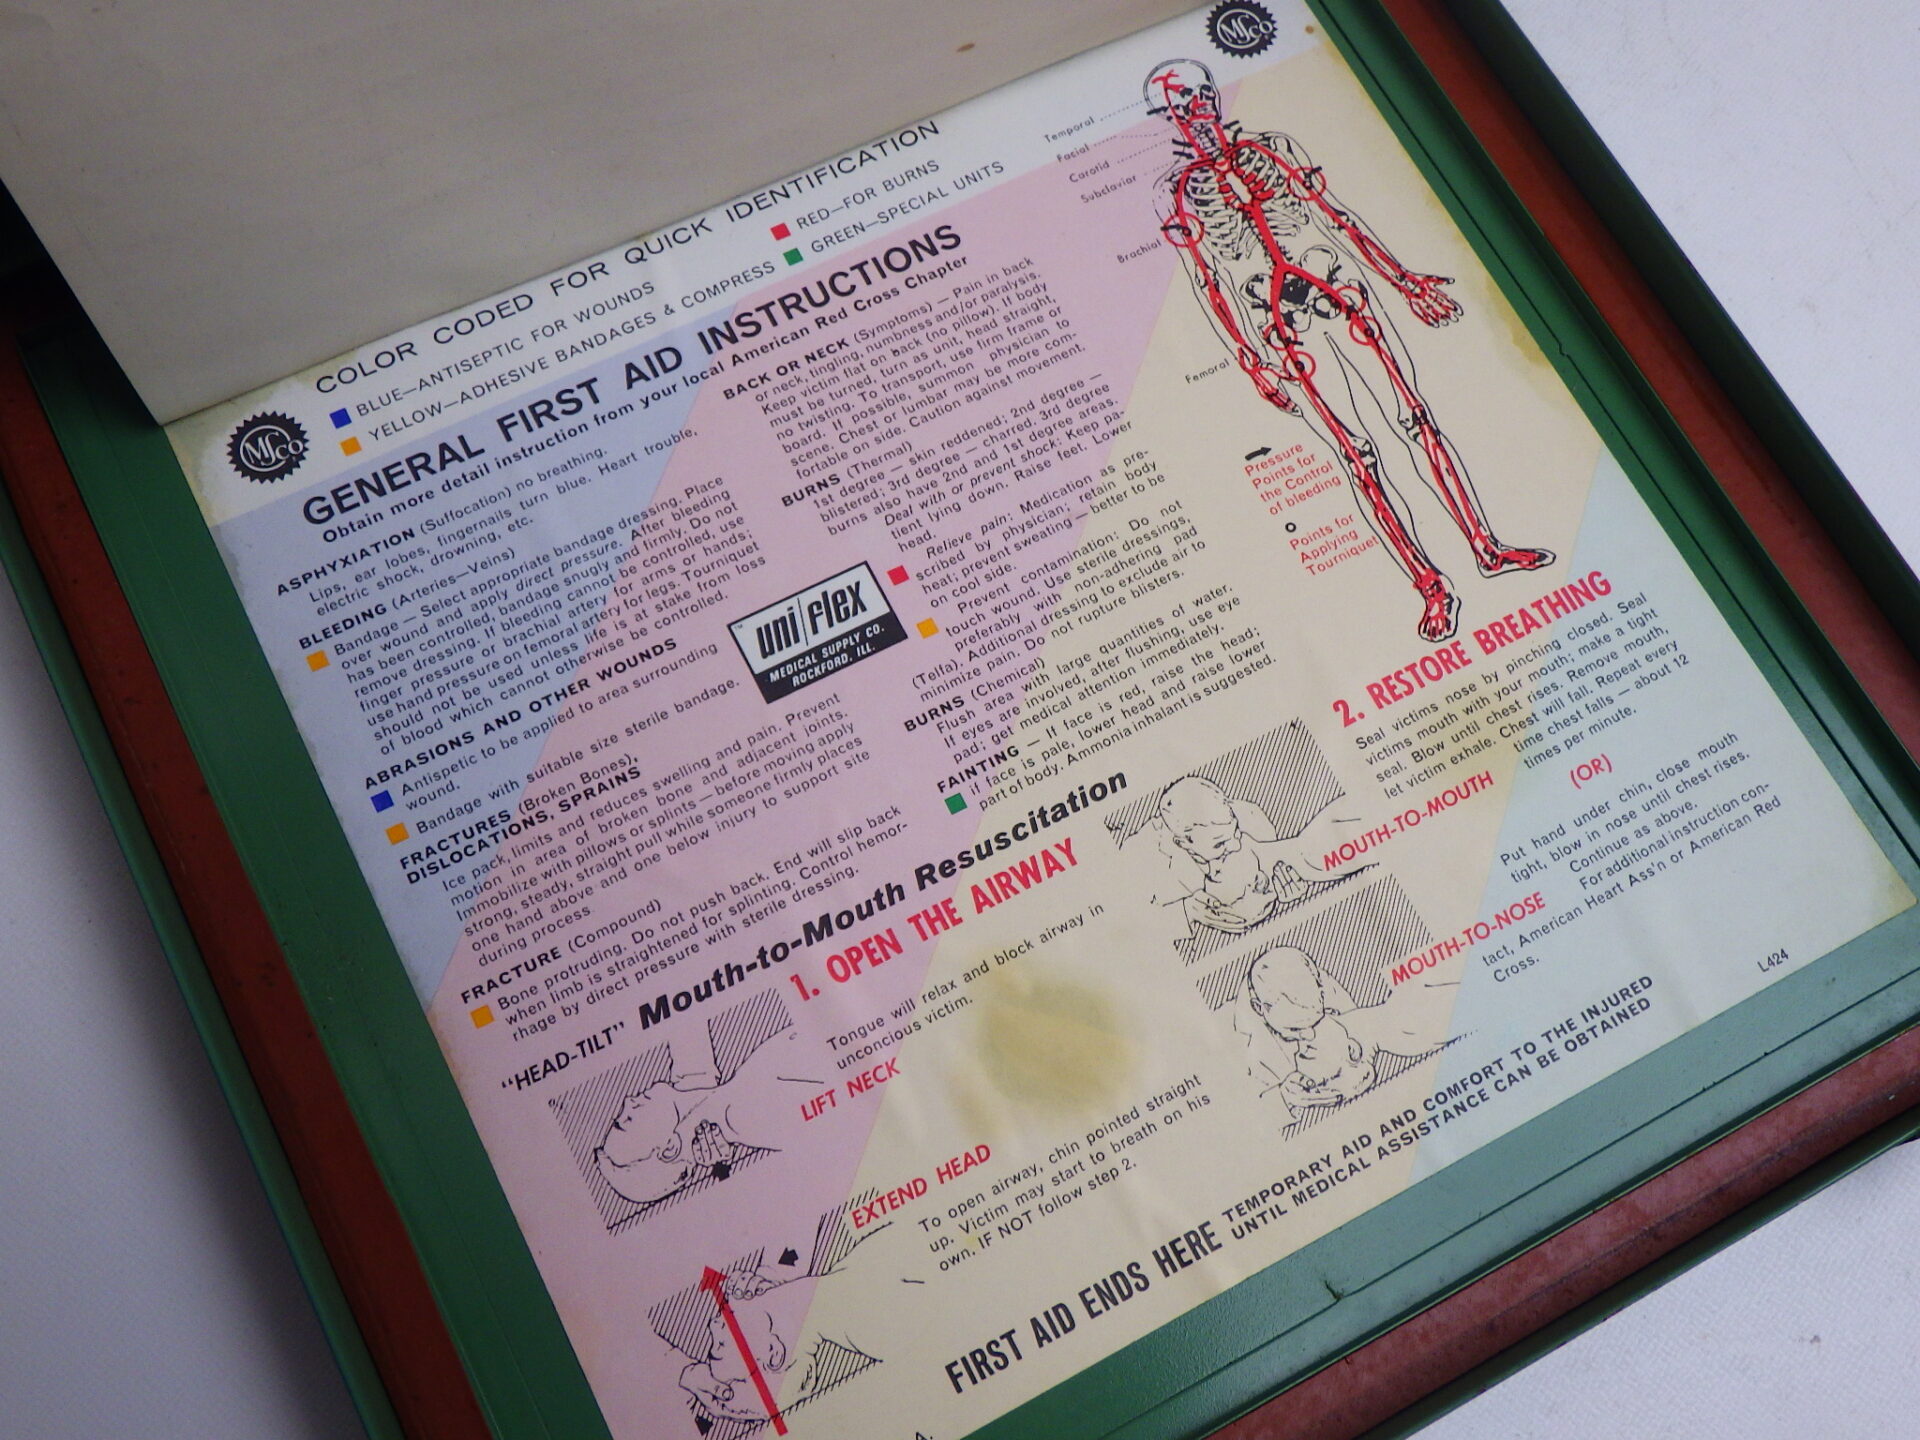 COLOR CODED FOR QUICK IDENTIFICATION
BLUE—ANTISEPTIC FOR WOUNDS
RED—FOR BURNS
YELLOW—ADHESIVE BANDAGES & COMPRESS
GREEN—SPECIAL UNITS
MSCO
MSCO
GENERAL FIRST AID INSTRUCTIONS
Obtain more detail instruction from your local American Red Cross Chapter
ASPHYXIATION (Suffocation) no breathing.
Lips, ear lobes, fingernails turn blue. Heart trouble,
electric shock, drowning, etc.
BLEEDING (Arteries—Veins)
Bandage — Select appropriate bandage dressing. Place
over wound and apply direct pressure. After bleeding
has been controlled, bandage snugly and firmly. Do not
remove dressing. If bleeding cannot be controlled, use
finger pressure or brachial artery for arms or hands;
use hand pressure on femoral artery for legs. Tourniquet
should not be used unless life is at stake from loss
of blood which cannot otherwise be controlled.
ABRASIONS AND OTHER WOUNDS
Antispetic to be applied to area surrounding
wound.
Bandage with suitable size sterile bandage.
FRACTURES (Broken Bones),
DISLOCATIONS, SPRAINS
Ice pack, limits and reduces swelling and pain. Prevent
motion in area of broken bone and adjacent joints.
Immobilize with pillows or splints—before moving apply
strong, steady, straight pull while someone firmly places
one hand above and one below injury to support site
during process.
FRACTURE (Compound)
Bone protruding. Do not push back. End will slip back
when limb is straightened for splinting. Control hemor-
rhage by direct pressure with sterile dressing.
uni/flex
MEDICAL SUPPLY CO.
ROCKFORD, ILL.
BACK OR NECK (Symptoms) — Pain in back
or neck, tingling, numbness and/or paralysis.
Keep victim flat on back (no pillow). If body
must be turned, turn as unit, head straight,
no twisting. To transport, use firm frame or
board. If possible, summon physician to
scene. Chest or lumbar may be more com-
fortable on side. Caution against movement.
BURNS (Thermal)
1st degree — skin reddened; 2nd degree —
blistered; 3rd degree — charred. 3rd degree
burns also have 2nd and 1st degree areas.
Deal with or prevent shock: Keep pa-
tient lying down. Raise feet. Lower
head.
Relieve pain: Medication as pre-
scribed by physician; retain body
heat; prevent sweating — better to be
on cool side.
Prevent contamination: Do not
touch wound. Use sterile dressings,
preferably with non-adhering pad
(Telfa). Additional dressing to exclude air to
minimize pain. Do not rupture blisters.
BURNS (Chemical)
Flush area with large quantities of water.
If eyes are involved, after flushing, use eye
pad; get medical attention immediately.
FAINTING — If face is red, raise the head;
if face is pale, lower head and raise lower
part of body. Ammonia inhalant is suggested.
Temporal
Facial
Carotid
Subclaviar
Brachial
Femoral
Pressure
Points for
the Control
of bleeding
Points for
Applying
Tourniquet
"HEAD-TILT" Mouth-to-Mouth Resuscitation
1. OPEN THE AIRWAY
Tongue will relax and block airway in
unconcious victim.
LIFT NECK
EXTEND HEAD
To open airway, chin pointed straight
up. Victim may start to breath on his
own. IF NOT follow step 2.
2. RESTORE BREATHING
Seal victims nose by pinching closed. Seal
victims mouth with your mouth; make a tight
seal. Blow until chest rises. Remove mouth,
let victim exhale. Chest will fall. Repeat every
time chest falls — about 12
times per minute.
MOUTH-TO-MOUTH
(OR)
Put hand under chin, close mouth
tight, blow in nose until chest rises.
Continue as above.
MOUTH-TO-NOSE
For additional instruction con-
tact, American Heart Ass'n or American Red
Cross.
L424
FIRST AID ENDS HERE
TEMPORARY AID AND COMFORT TO THE INJURED
UNTIL MEDICAL ASSISTANCE CAN BE OBTAINED